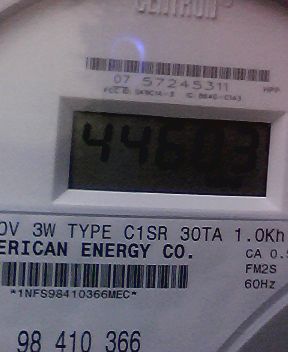 CENTRON
07 57245311
44603
0V 3W TYPE C1SR 30TA 1.0Kh
ERICAN ENERGY CO.
CA 0.
FM2S
60Hz
*1NFS98410366MEC*
98 410 366